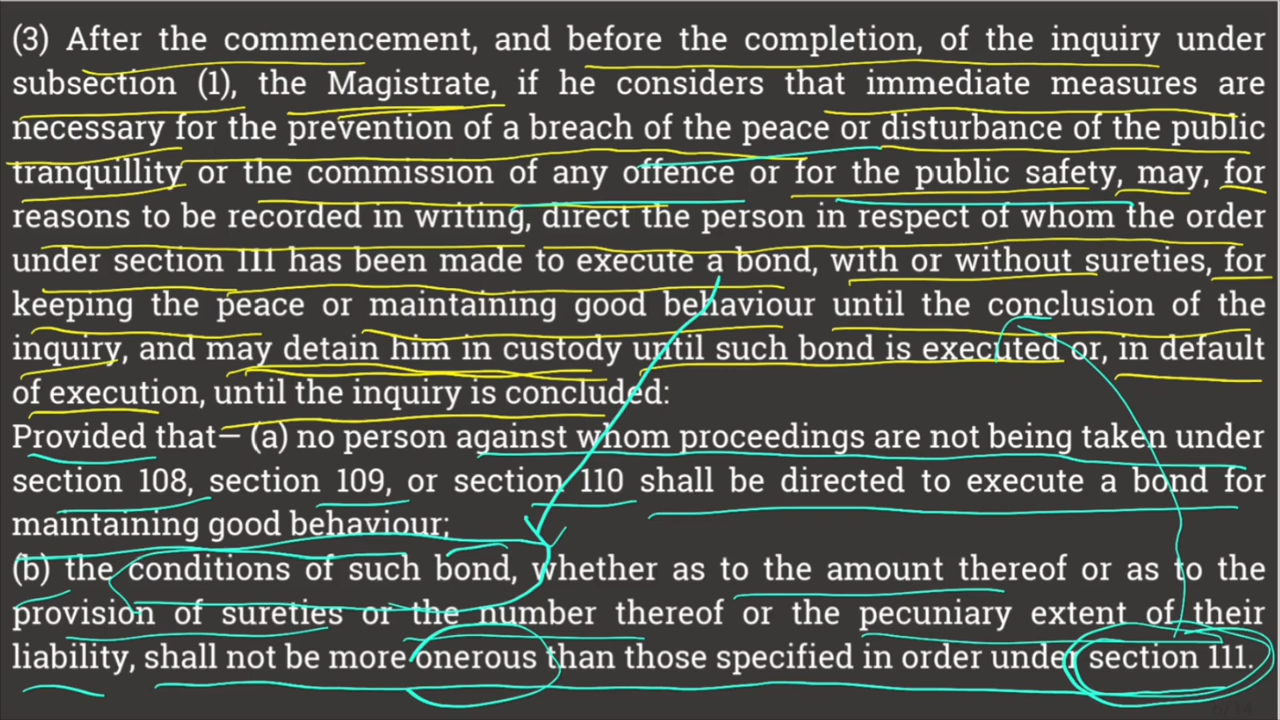 (3) After the commencement, and before the completion, of the inquiry under
subsection (1), the Magistrate, if he considers that immediate measures are
necessary for the prevention of a breach of the peace or disturbance of the public
tranquillity or the commission of any offence or for the public safety, may, for
reasons to be recorded in writing, direct the person in respect of whom the order
under section III has been made to execute a bond, with or without sureties, for
keeping the peace or maintaining good behaviour until the conclusion of the
inquiry, and may detain him in custody until such bond is executed or, in default
of execution, until the inquiry is concluded:
Provided that— (a) no person against whom proceedings are not being taken under
section 108, section 109, or section 110 shall be directed to execute a bond for
maintaining good behaviour;
(b) the conditions of such bond, whether as to the amount thereof or as to the
provision of sureties or the number thereof or the pecuniary extent of their
liability, shall not be more onerous than those specified in order under section 111.